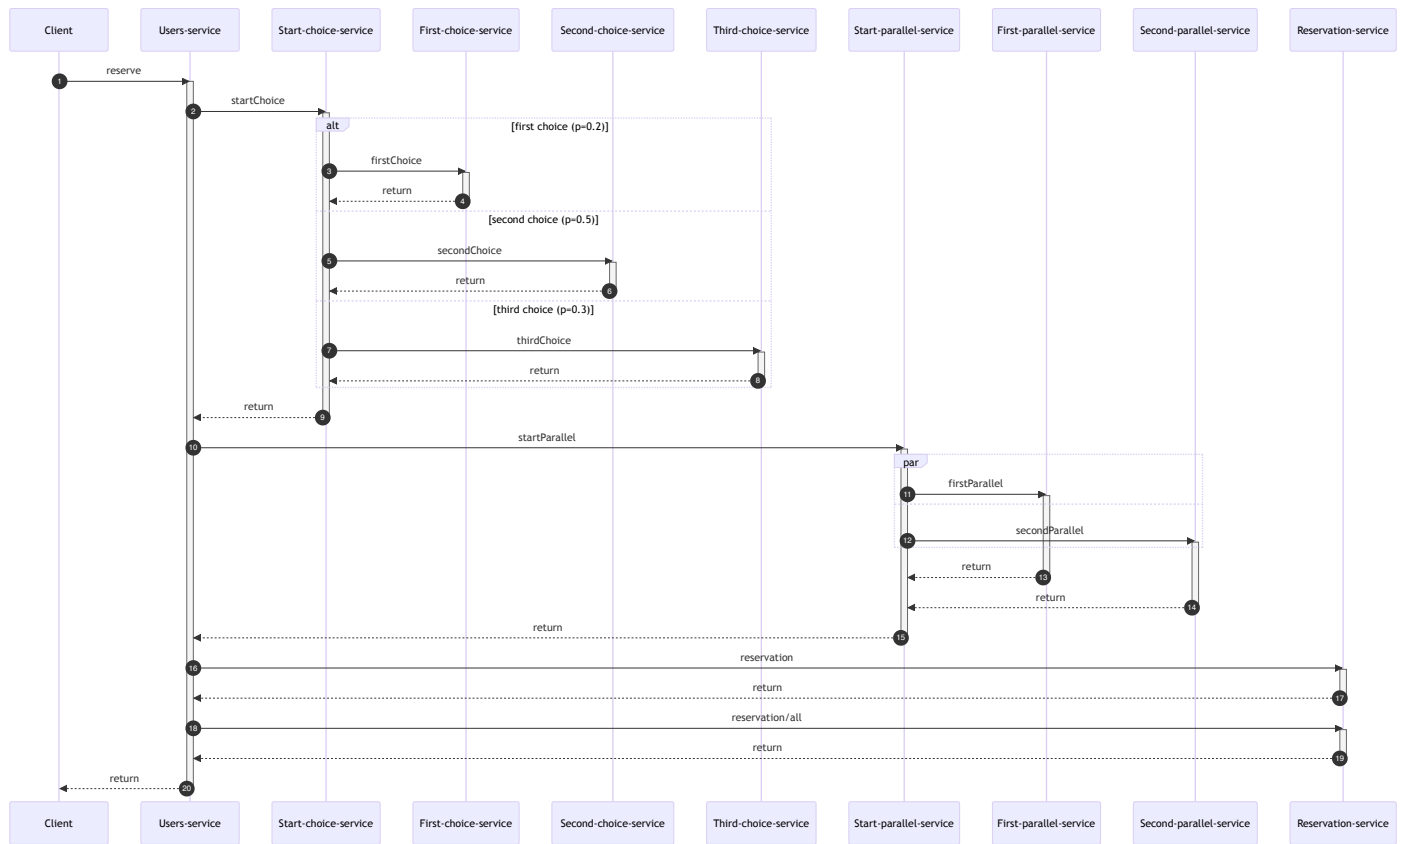 Client Users-service Start-choice-service First-choice-service Second-choice-service Third-choice-service Start-parallel-service First-parallel-service Second-parallel-service Reservation-service
reserve
1
startChoice
2
alt [first choice (p=0.2)]
firstChoice
3
return
4
[second choice (p=0.5)]
secondChoice
5
return
6
[third choice (p=0.3)]
thirdChoice
7
return
8
return
9
startParallel
10
par
firstParallel
11
secondParallel
12
return
13
return
14
return
15
reservation
16
return
17
reservation/all
18
return
19
return
20
Client Users-service Start-choice-service First-choice-service Second-choice-service Third-choice-service Start-parallel-service First-parallel-service Second-parallel-service Reservation-service